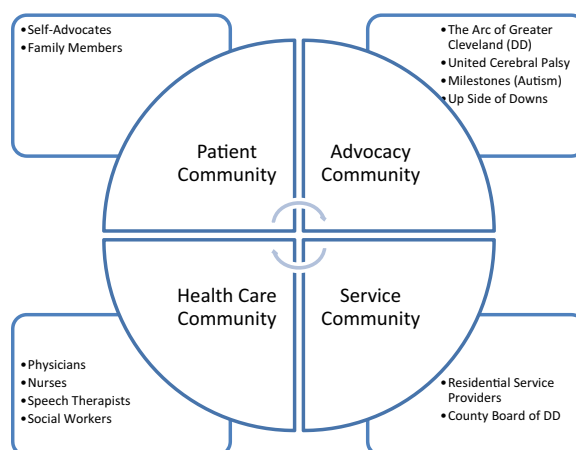 •Self-Advocates
•Family Members
•The Arc of Greater
Cleveland (DD)
•United Cerebral Palsy
•Milestones (Autism)
•Up Side of Downs
Patient
Community
Advocacy
Community
Health Care
Community
Service
Community
•Physicians
•Nurses
•Speech Therapists
•Social Workers
•Residential Service
Providers
•County Board of DD